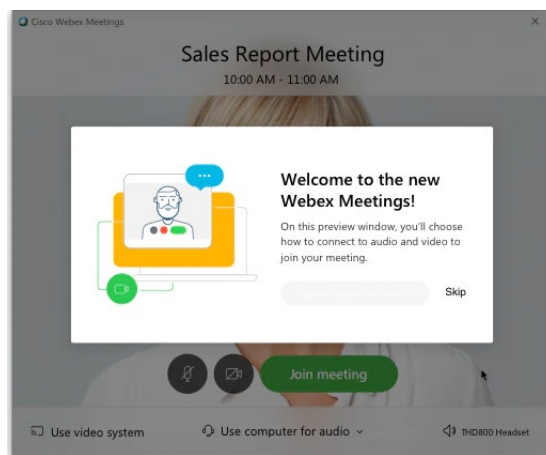 Cisco Webex Meetings
Sales Report Meeting
10:00 AM - 11:00 AM
Welcome to the new
Webex Meetings!
On this preview window, you'll choose
how to connect to audio and video to
join your meeting.
Skip
Join meeting
Use video system
Use computer for audio
THD800 Headset